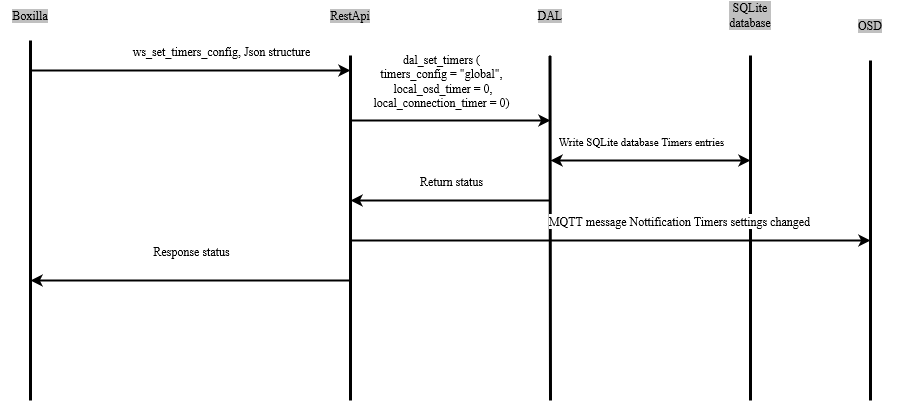 Boxilla
RestApi
DAL
SQLite
database
OSD
ws_set_timers_config, Json structure
dal_set_timers (
timers_config = "global",
local_osd_timer = 0,
local_connection_timer = 0)
Write SQLite database Timers entries
Return status
MQTT message Nottification Timers settings changed
Response status